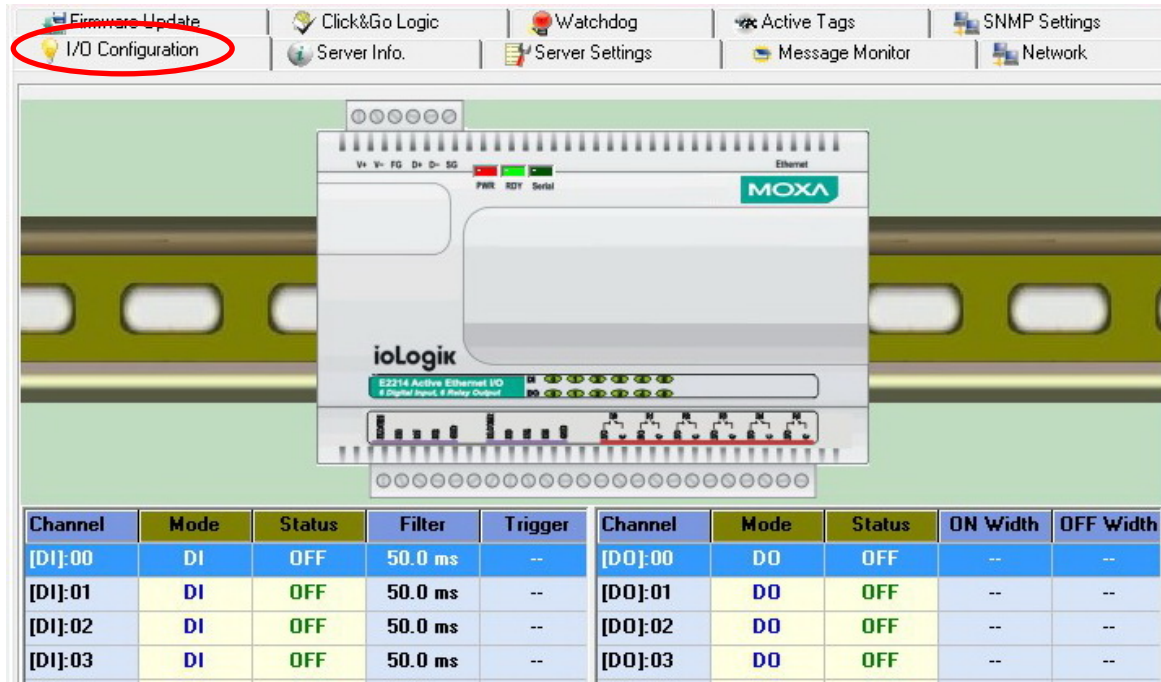 Firmware Update Click&Go Logic Watchdog Active Tags SNMP Settings
I/O Configuration Server Info. Server Settings Message Monitor Network
V+ V- FG D+ D- SG Ethernet
PWR RDY Serial
MOXA
ioLogik
E2214 Active Ethernet I/O DI
6 Digital Input, 6 Relay Output DO
Channel Mode Status Filter Trigger Channel Mode Status ON Width OFF Width
[DI]:00 DI OFF 50.0 ms -- [DO]:00 DO OFF -- --
[DI]:01 DI OFF 50.0 ms -- [DO]:01 DO OFF -- --
[DI]:02 DI OFF 50.0 ms -- [DO]:02 DO OFF -- --
[DI]:03 DI OFF 50.0 ms -- [DO]:03 DO OFF -- --